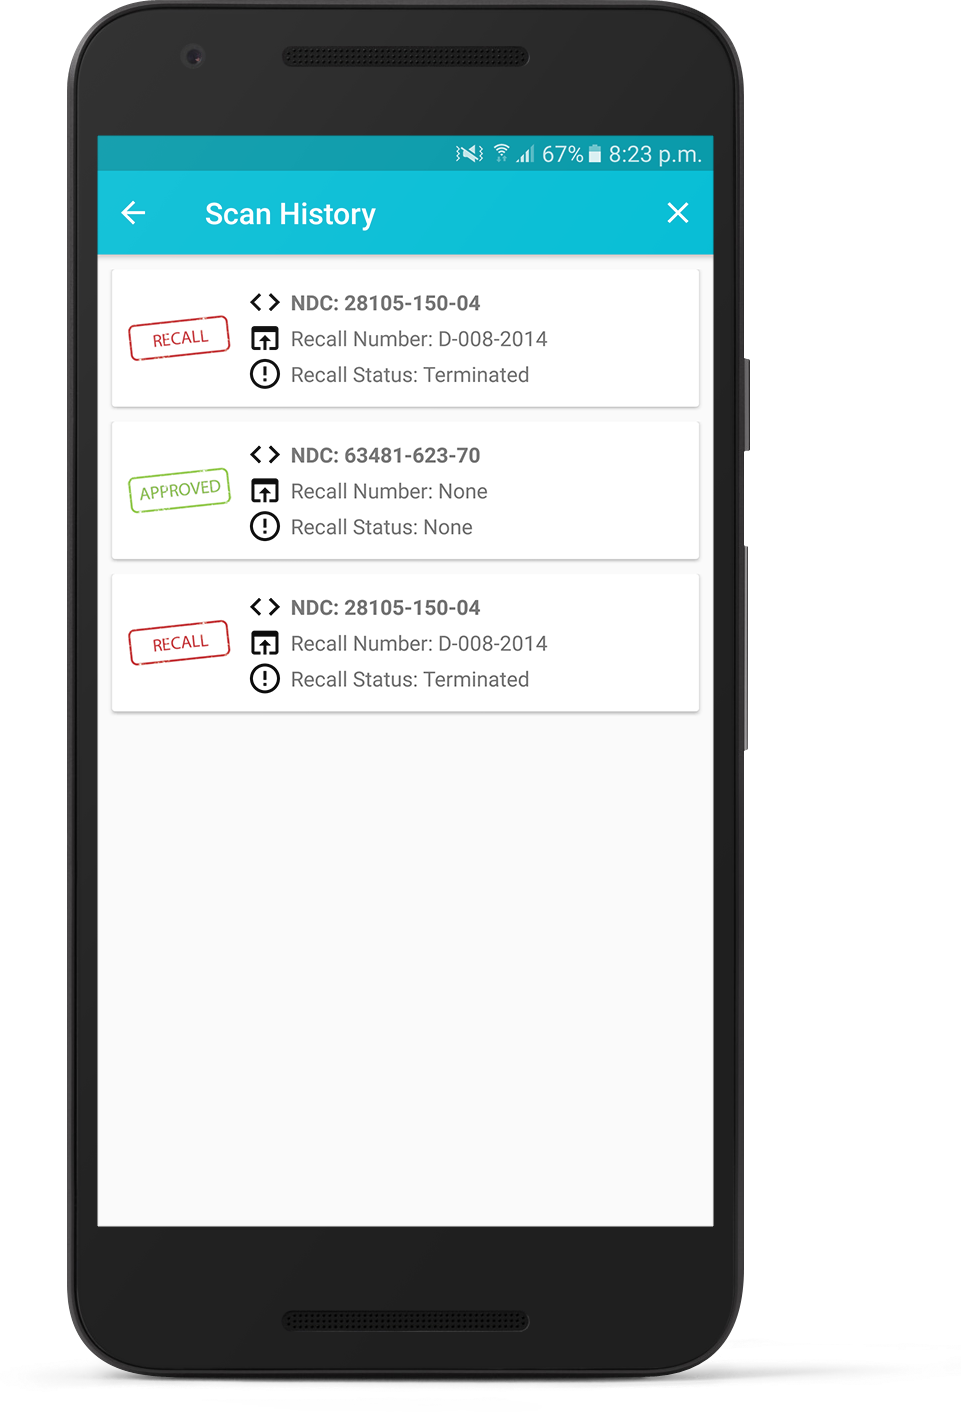 67% 8:23 p.m.
Scan History
RECALL
NDC: 28105-150-04
Recall Number: D-008-2014
Recall Status: Terminated
APPROVED
NDC: 63481-623-70
Recall Number: None
Recall Status: None
RECALL
NDC: 28105-150-04
Recall Number: D-008-2014
Recall Status: Terminated